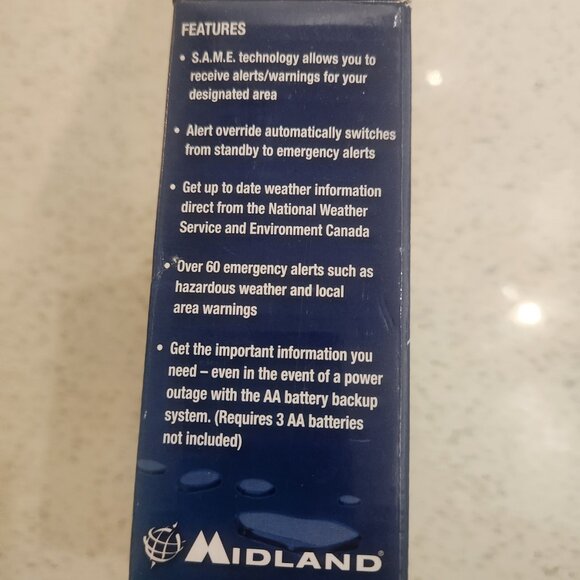 FEATURES
• S.A.M.E. technology allows you to
receive alerts/warnings for your
designated area
• Alert override automatically switches
from standby to emergency alerts
• Get up to date weather information
direct from the National Weather
Service and Environment Canada
• Over 60 emergency alerts such as
hazardous weather and local
area warnings
• Get the important information you
need – even in the event of a power
outage with the AA battery backup
system. (Requires 3 AA batteries
not included)
MIDLAND®